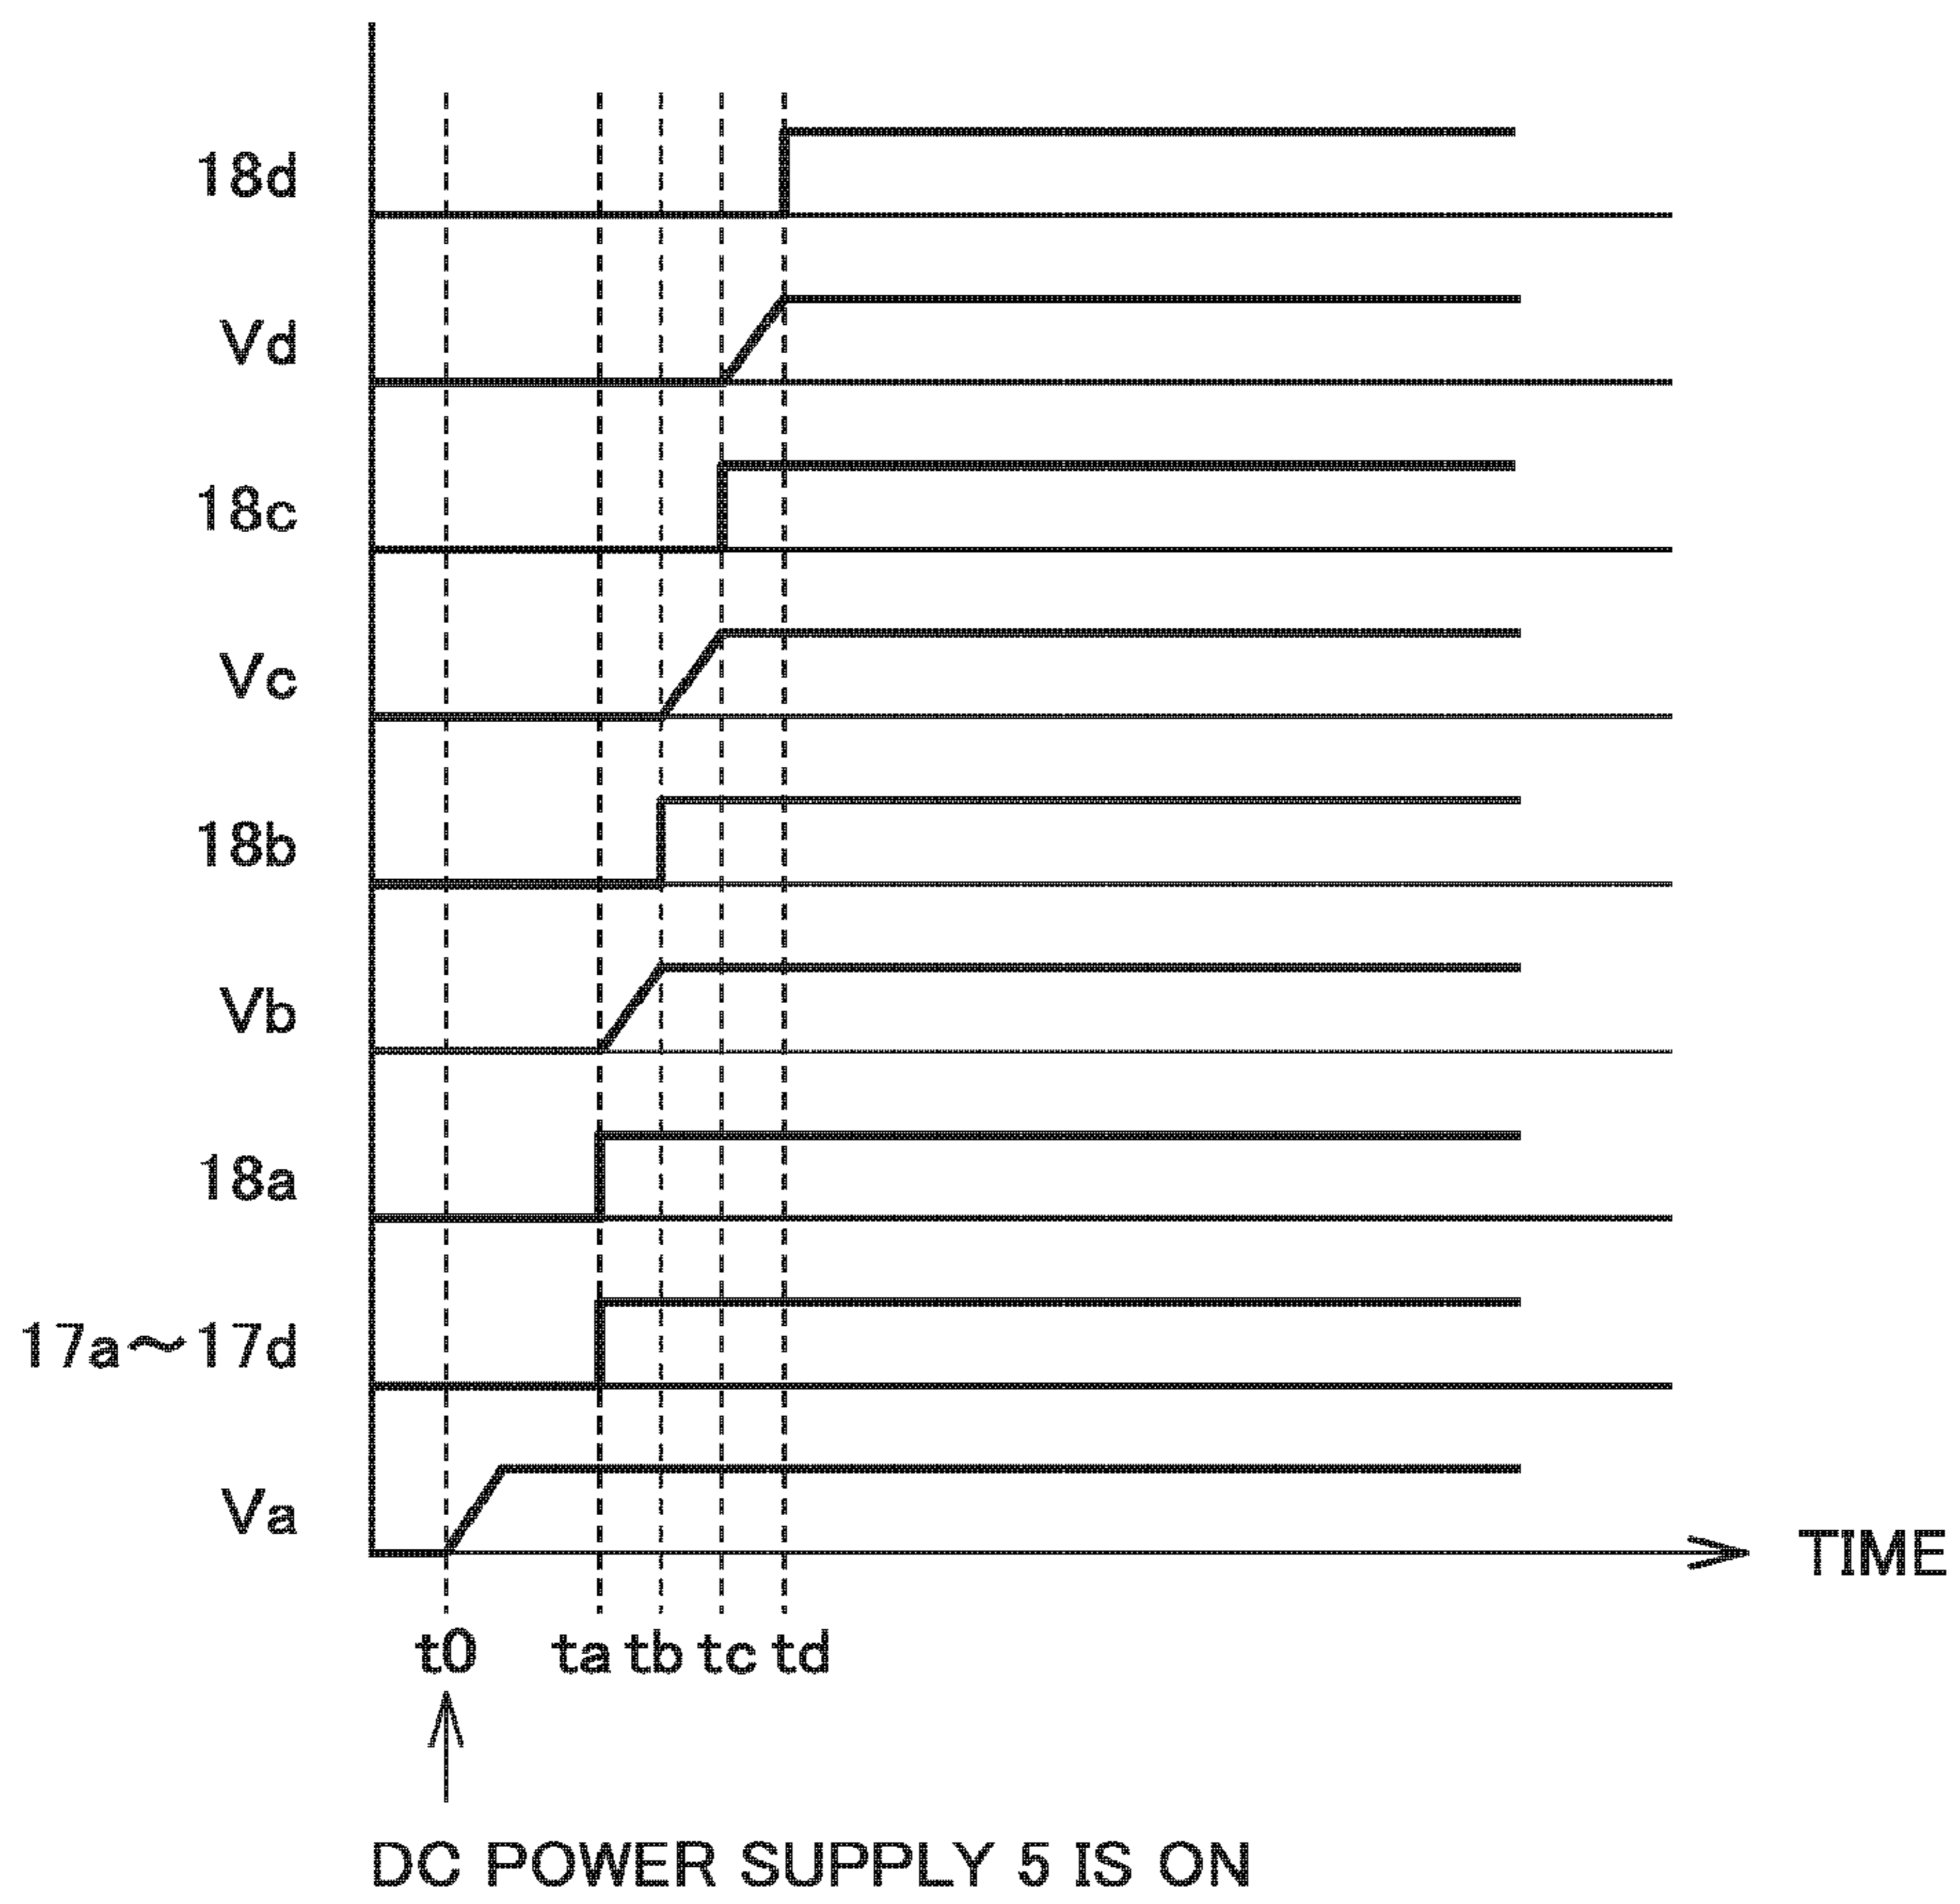 18d
Vd
18c
Vc
18b
Vb
18a
17a～17d
Va
TIME
t0 ta tb tc td
DC POWER SUPPLY 5 IS ON